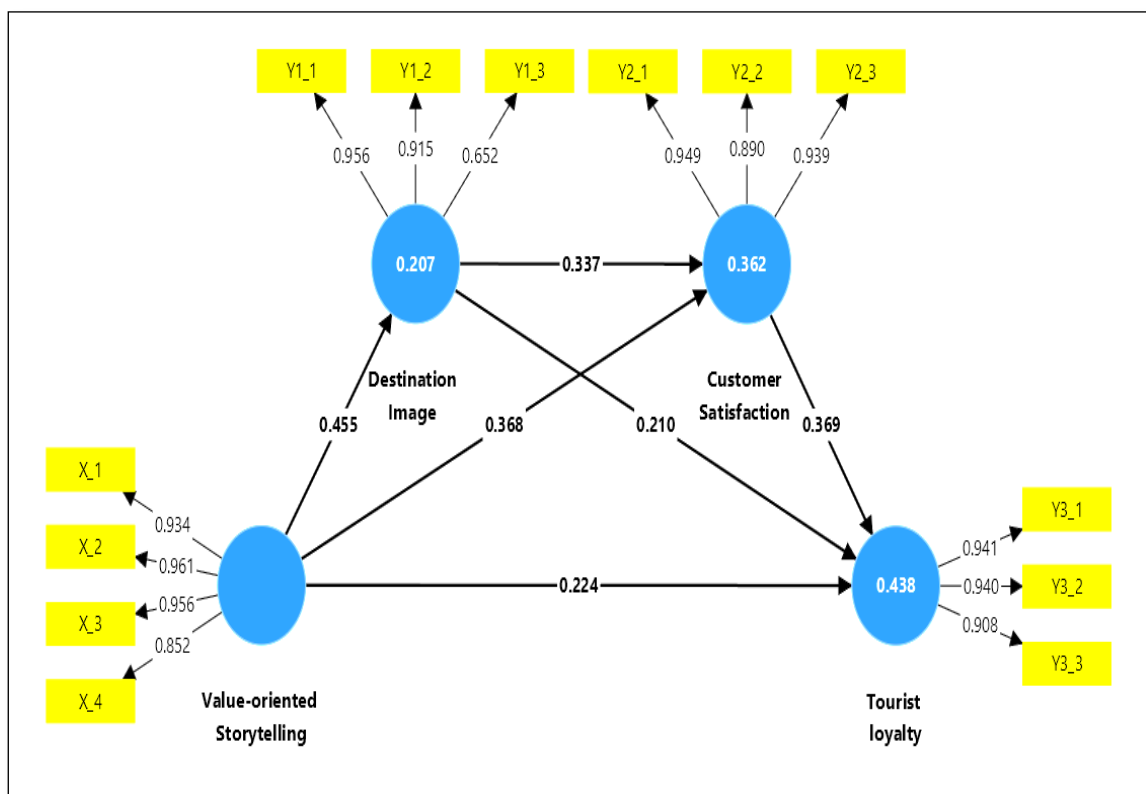 Y1_1 Y1_2 Y1_3 Y2_1 Y2_2 Y2_3
0.956 0.915 0.652 0.949 0.890 0.939
0.207 0.337 0.362
Destination
Image
Customer
Satisfaction
0.455 0.368 0.210 0.369
X_1
0.934
X_2
0.961
X_3
0.956
X_4
0.852
0.224
0.438
Y3_1
0.941
Y3_2
0.940
Y3_3
0.908
Value-oriented
Storytelling
Tourist
loyalty